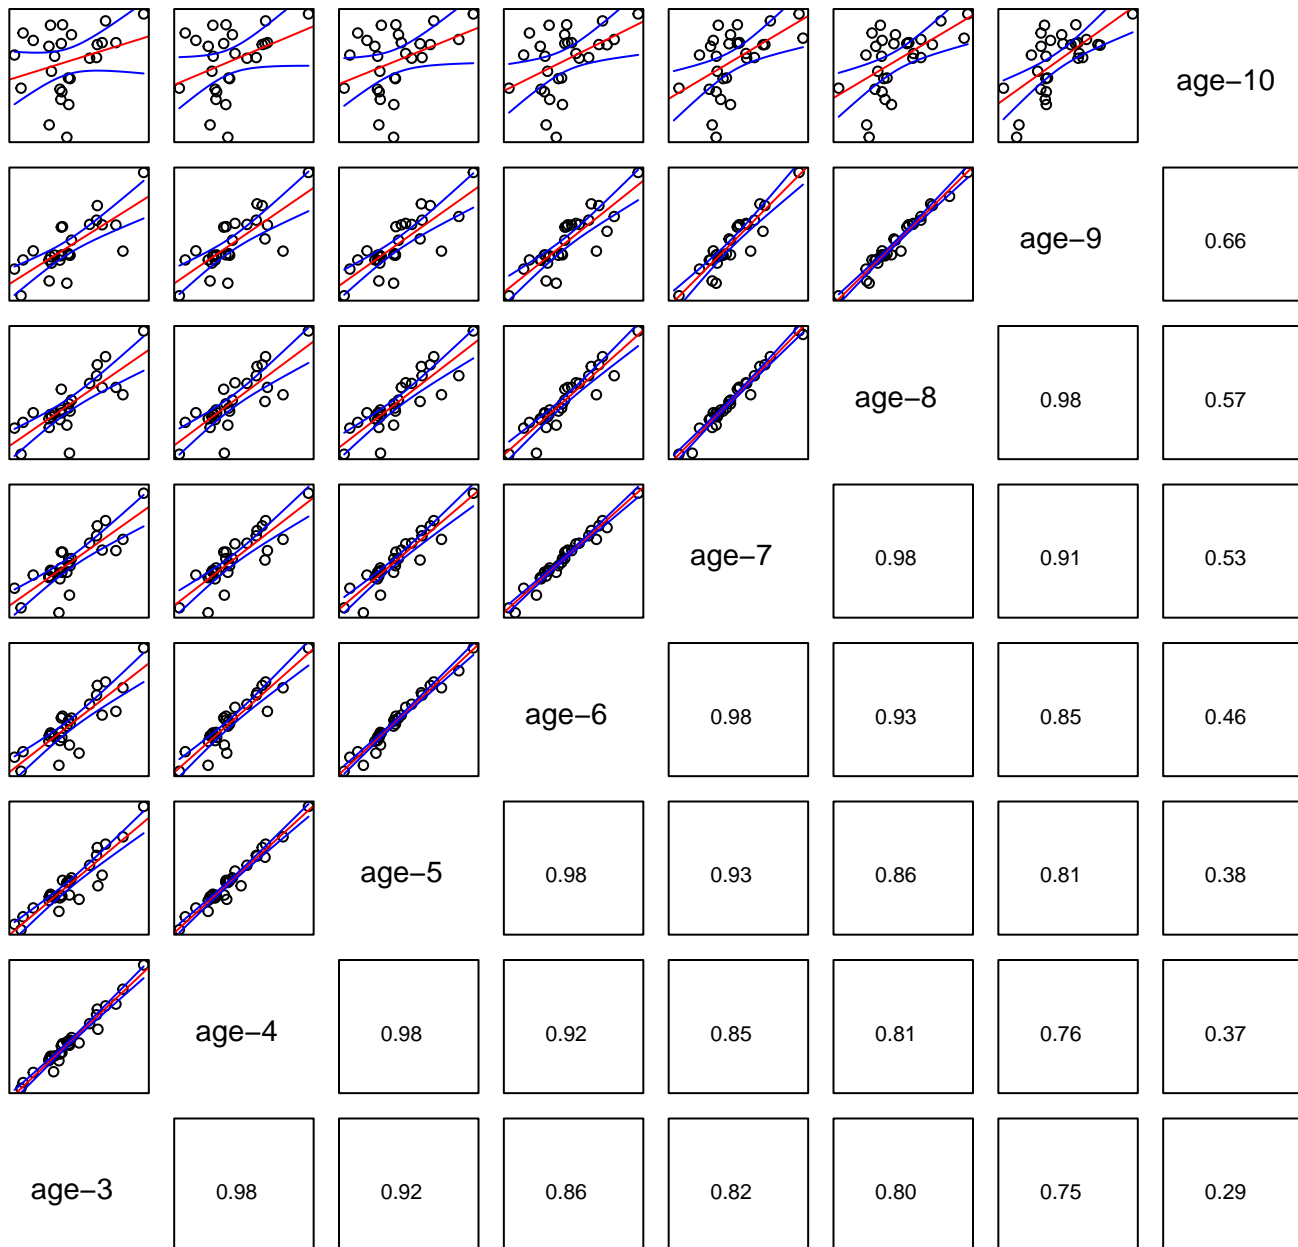 age−10
age−9 0.66
age−8 0.98 0.57
age−7 0.98 0.91 0.53
age−6 0.98 0.93 0.85 0.46
age−5 0.98 0.93 0.86 0.81 0.38
age−4 0.98 0.92 0.85 0.81 0.76 0.37
age−3 0.98 0.92 0.86 0.82 0.80 0.75 0.29